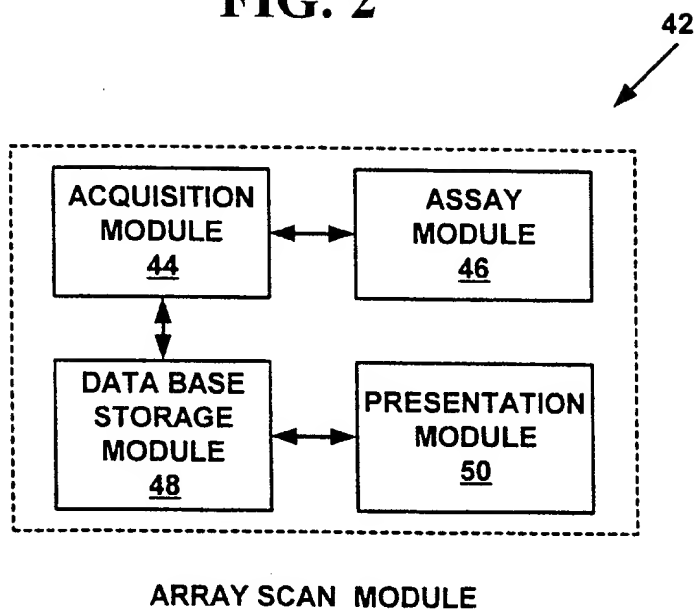 FIG. 2
42
ACQUISITION
MODULE
44
ASSAY
MODULE
46
DATA BASE
STORAGE
MODULE
48
PRESENTATION
MODULE
50
ARRAY SCAN MODULE